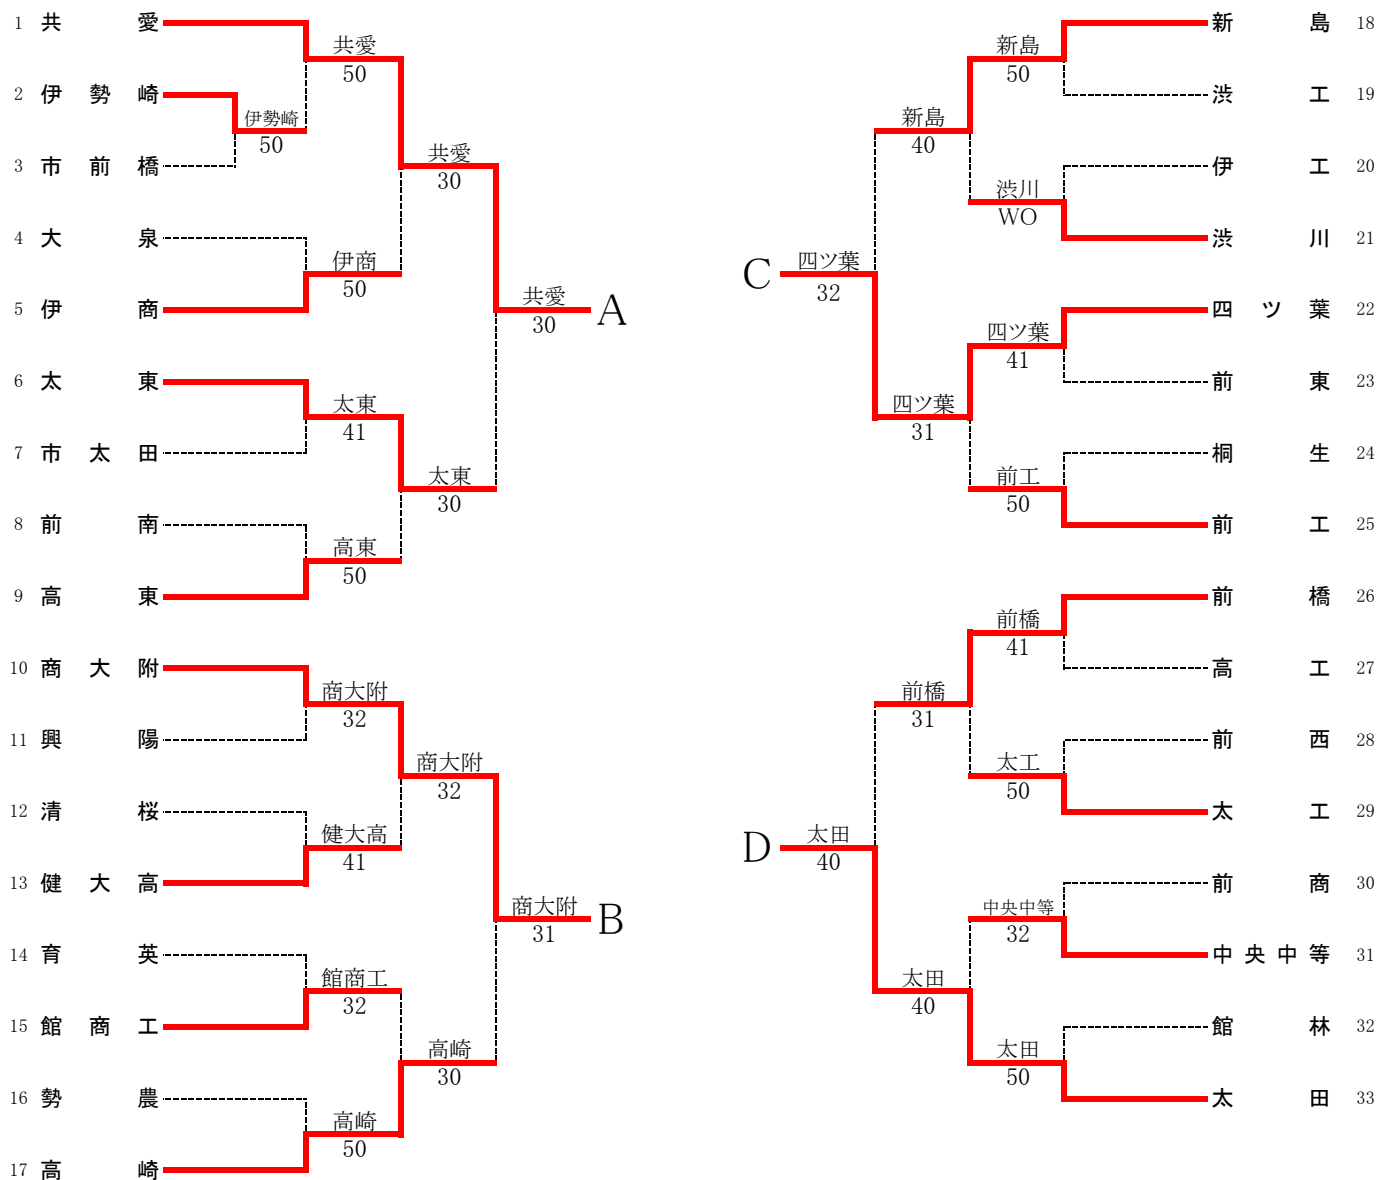 1 共愛
2 伊勢崎
3 市前橋
4 大泉
5 伊商
6 太東
7 市太田
8 前南
9 高東
10 商大附
11 興陽
12 清桜
13 健大高
14 育英
15 館商工
16 勢農
17 高崎
伊勢崎
50
共愛
50
伊商
50
太東
41
高東
50
商大附
32
健大高
41
館商工
32
高崎
50
共愛
30
太東
30
商大附
32
高崎
30
共愛
30
A
商大附
31
B
C
四ツ葉
32
D
太田
40
新島
40
四ツ葉
31
前橋
31
太田
40
新島
50
渋川
WO
四ツ葉
41
前工
50
前橋
41
太工
50
中央中等
32
太田
50
新島 18
渋工 19
伊工 20
渋川 21
四ツ葉 22
前東 23
桐生 24
前工 25
前橋 26
高工 27
前西 28
太工 29
前商 30
中央中等 31
館林 32
太田 33